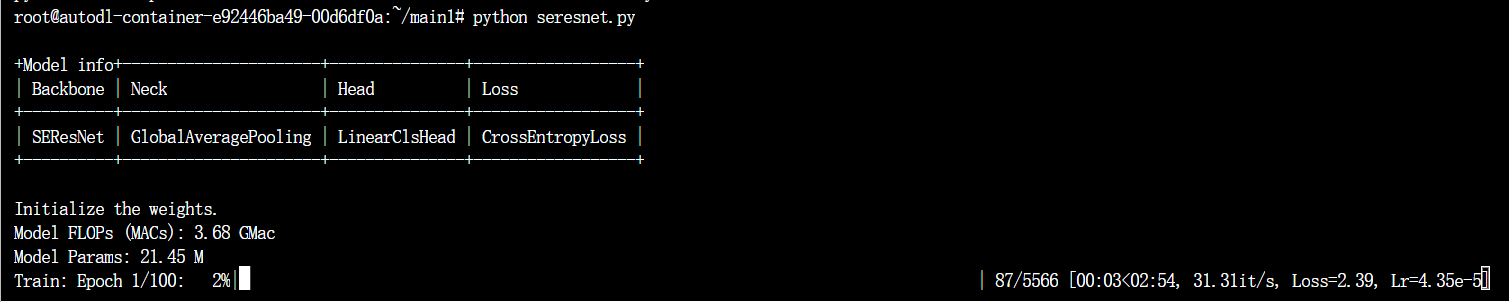 root@autodl-container-e92446ba49-00d6df0a:~/main1# python seresnet.py
+Model info+----------------------+---------------+------------------+
| Backbone | Neck | Head | Loss |
+----------+----------------------+---------------+------------------+
| SEResNet | GlobalAveragePooling | LinearClsHead | CrossEntropyLoss |
+----------+----------------------+---------------+------------------+
Initialize the weights.
Model FLOPs (MACs): 3.68 GMac
Model Params: 21.45 M
Train: Epoch 1/100: 2%| | 87/5566 [00:03<02:54, 31.31it/s, Loss=2.39, Lr=4.35e-5]